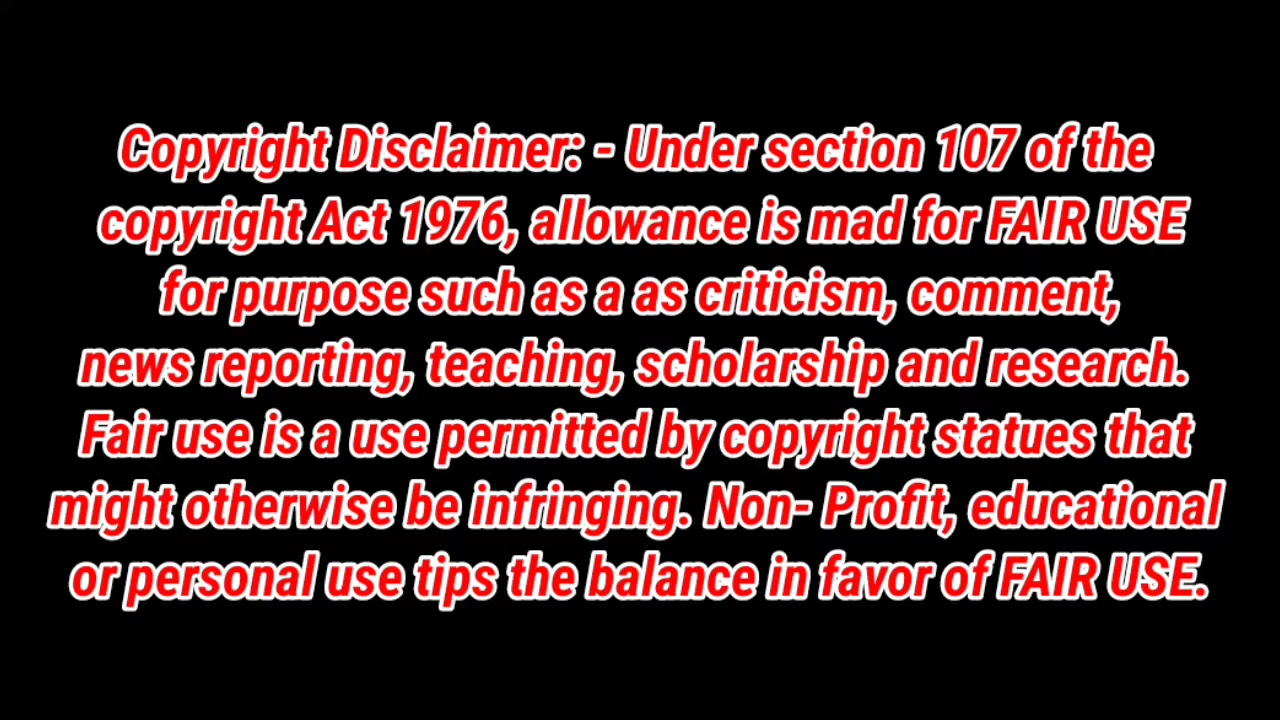 Copyright Disclaimer: - Under section 107 of the
copyright Act 1976, allowance is mad for FAIR USE
for purpose such as a as criticism, comment,
news reporting, teaching, scholarship and research.
Fair use is a use permitted by copyright statues that
might otherwise be infringing. Non- Profit, educational
or personal use tips the balance in favor of FAIR USE.